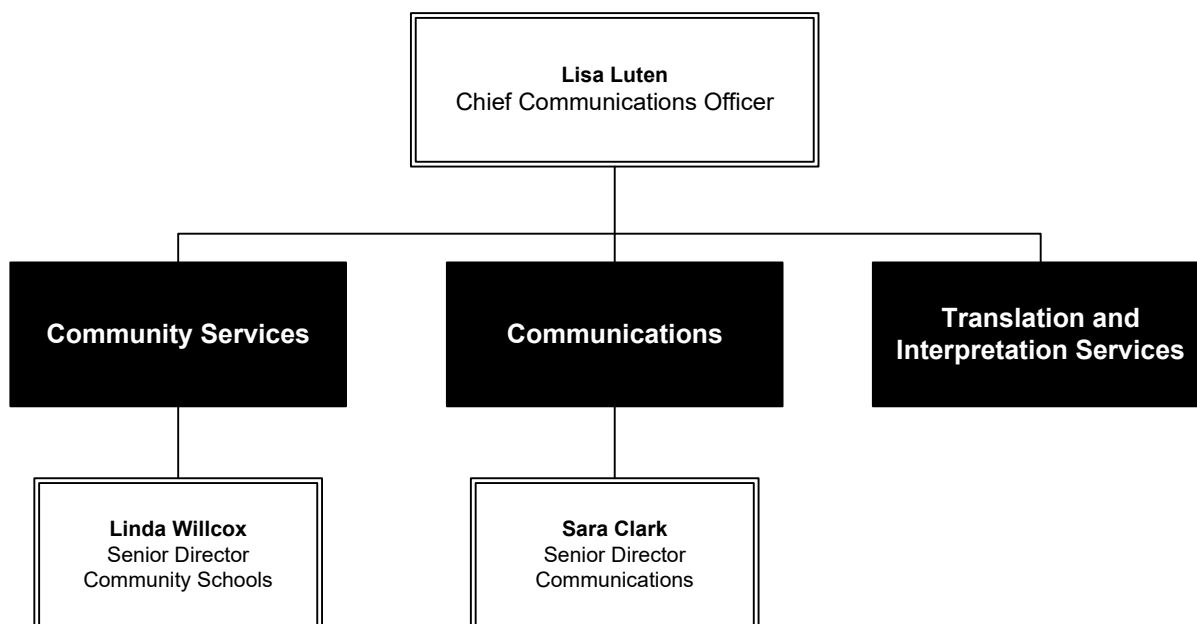 Lisa Luten
Chief Communications Officer
Community Services
Communications
Translation and
Interpretation Services
Linda Willcox
Senior Director
Community Schools
Sara Clark
Senior Director
Communications